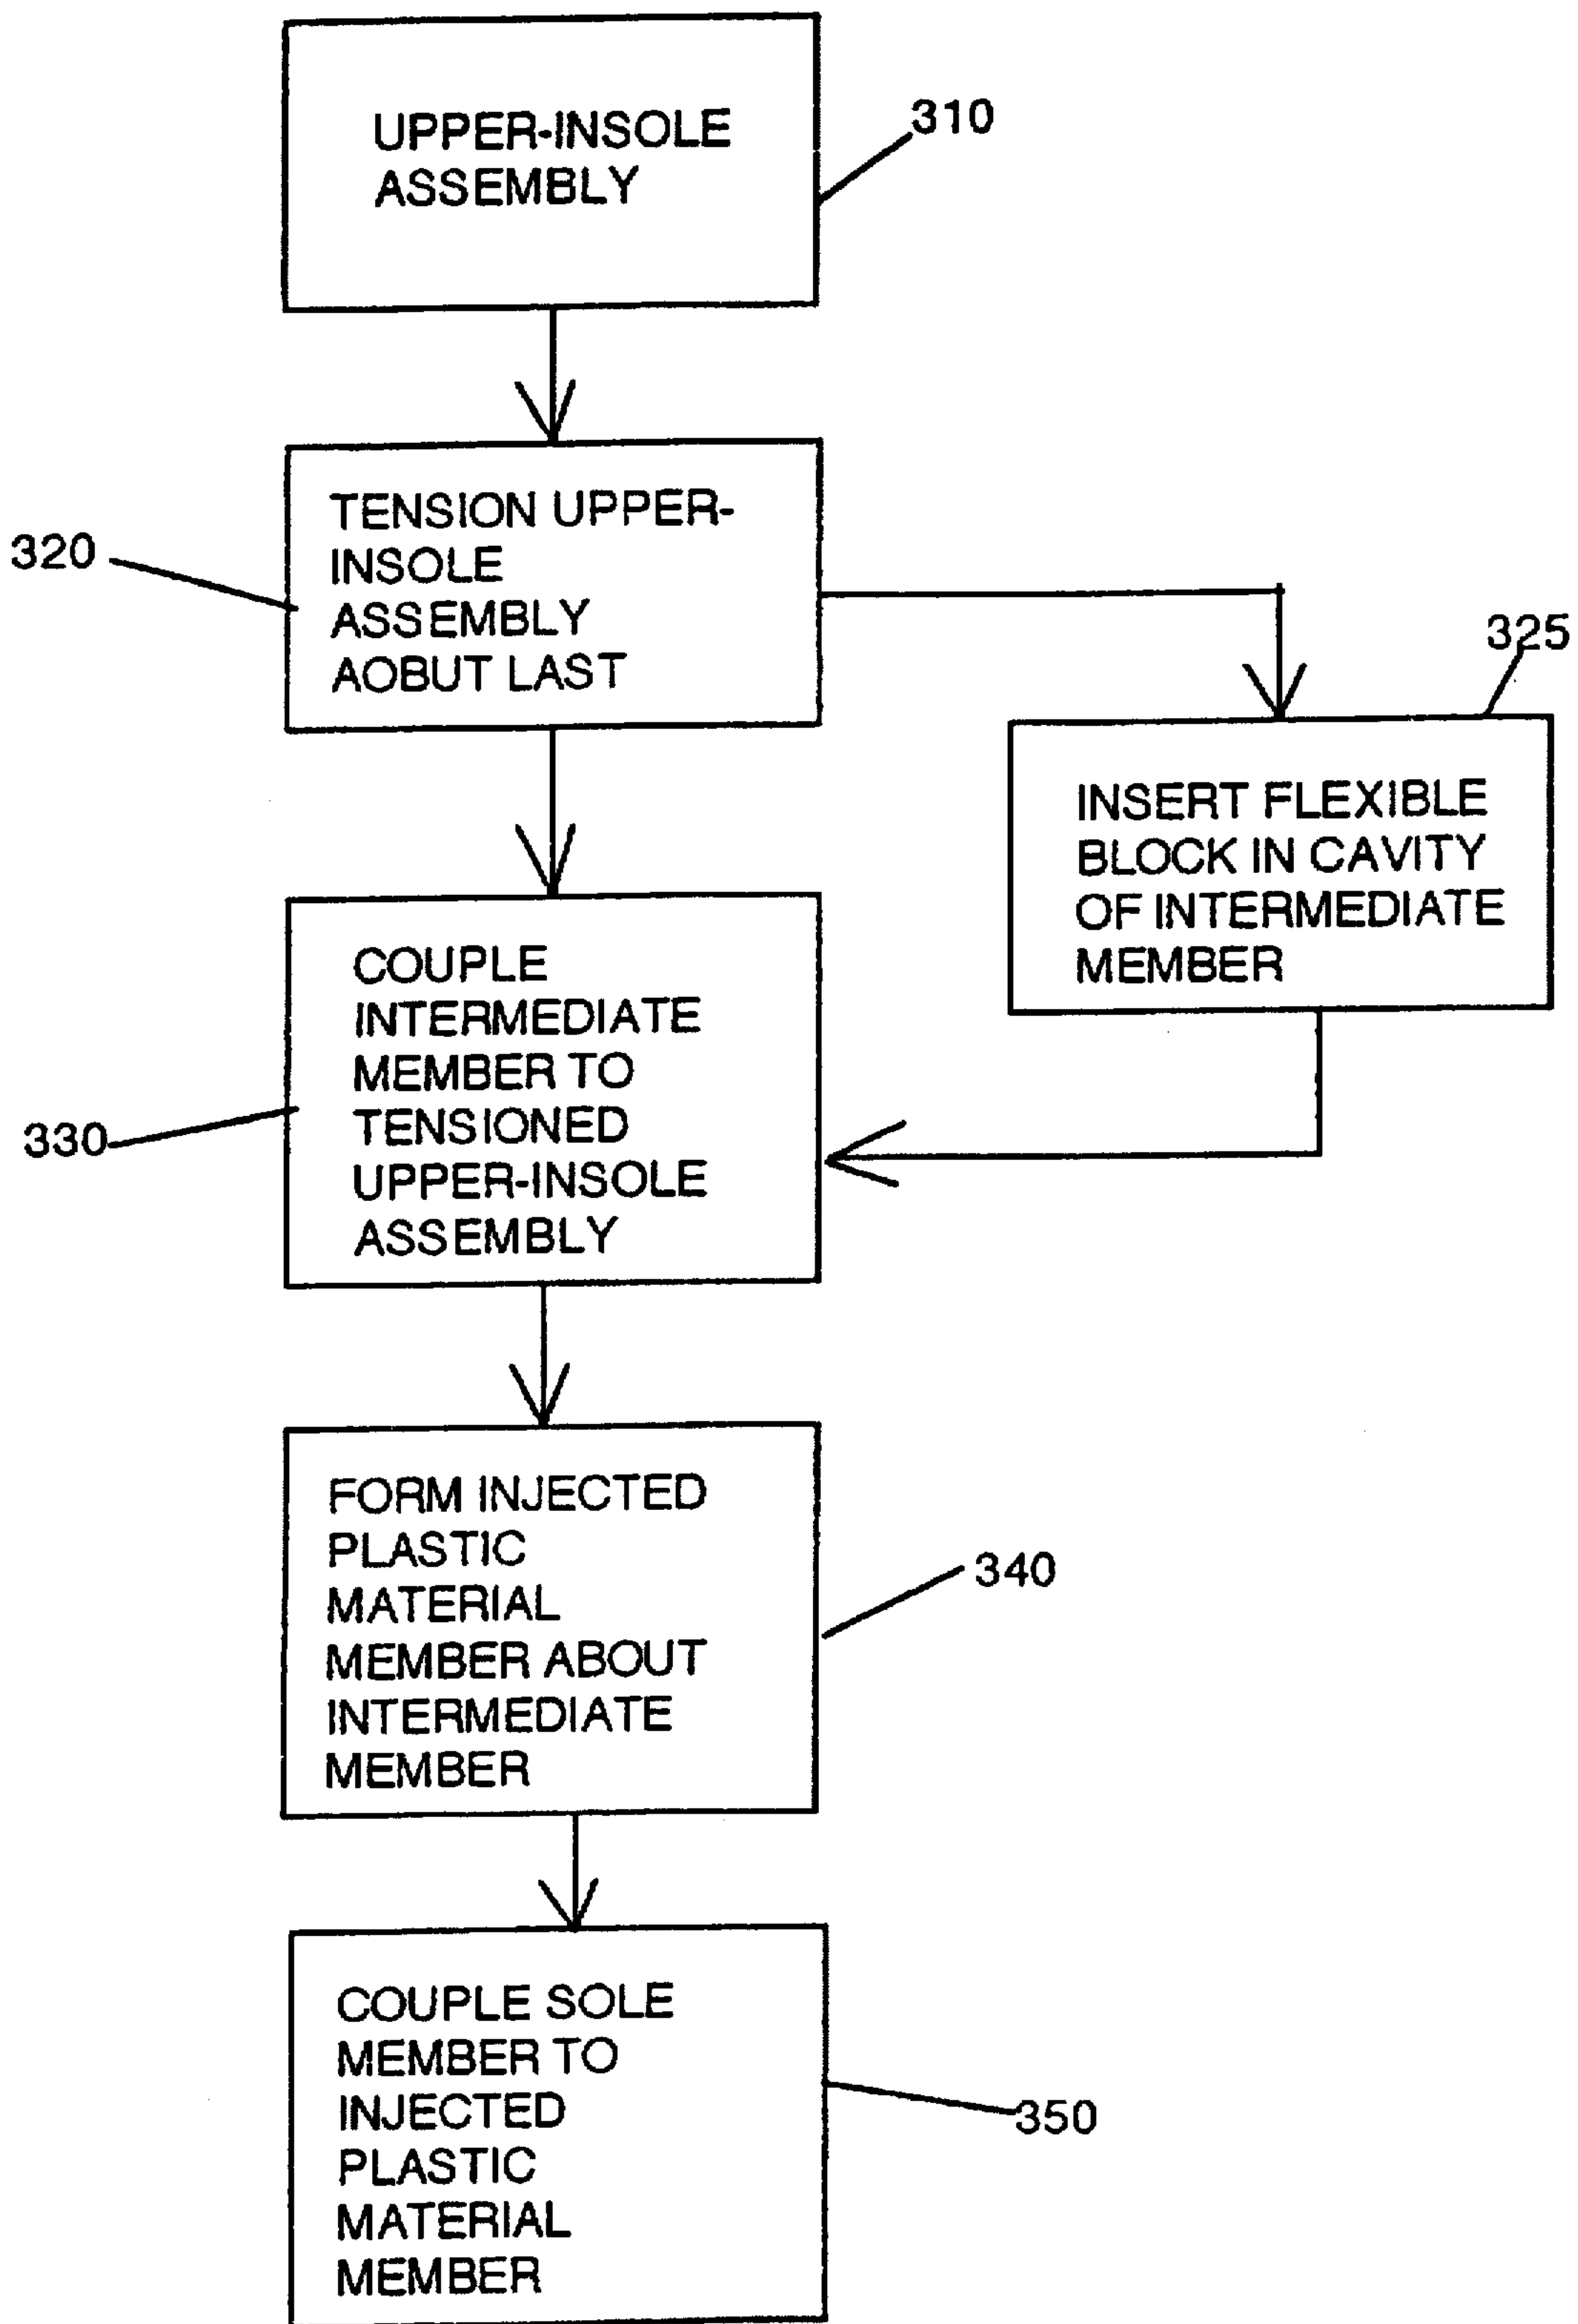 UPPER-INSOLE
ASSEMBLY
310
TENSION UPPER-
INSOLE
ASSEMBLY
AOBUT LAST
320
325
INSERT FLEXIBLE
BLOCK IN CAVITY
OF INTERMEDIATE
MEMBER
COUPLE
INTERMEDIATE
MEMBER TO
TENSIONED
UPPER-INSOLE
ASSEMBLY
330
FORM INJECTED
PLASTIC
MATERIAL
MEMBER ABOUT
INTERMEDIATE
MEMBER
340
COUPLE SOLE
MEMBER TO
INJECTED
PLASTIC
MATERIAL
MEMBER
350